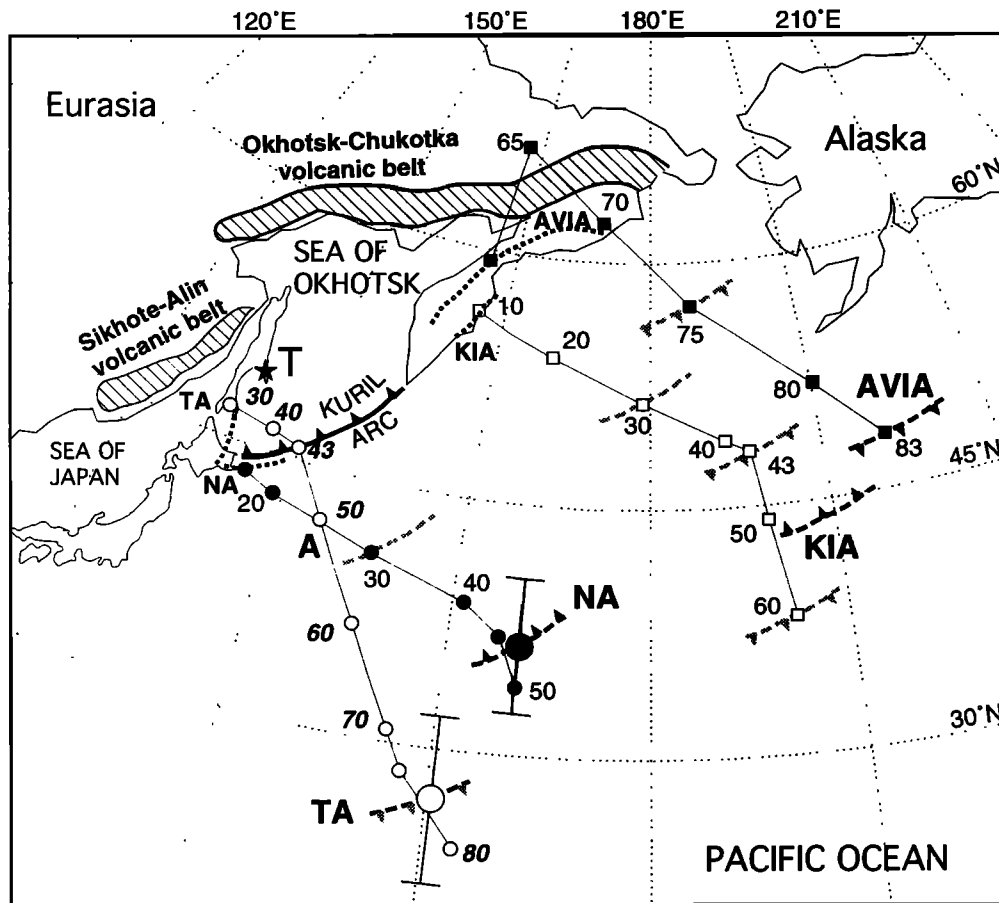 120°E
150°E
180°E
210°E
Eurasia
Okhotsk-Chukotka
volcanic belt
65
Alaska
60°N
SEA OF
OKHOTSK
AVIA
70
Sikhote-Alin
volcanic belt
10
75
T
KIA
20
30
TA
KURIL
80
AVIA
40
ARC
30
SEA OF
JAPAN
43
40
43
83
45°N
NA
20
50
50
A
KIA
30
40
NA
60
60
50
70
30°N
TA
80
PACIFIC OCEAN